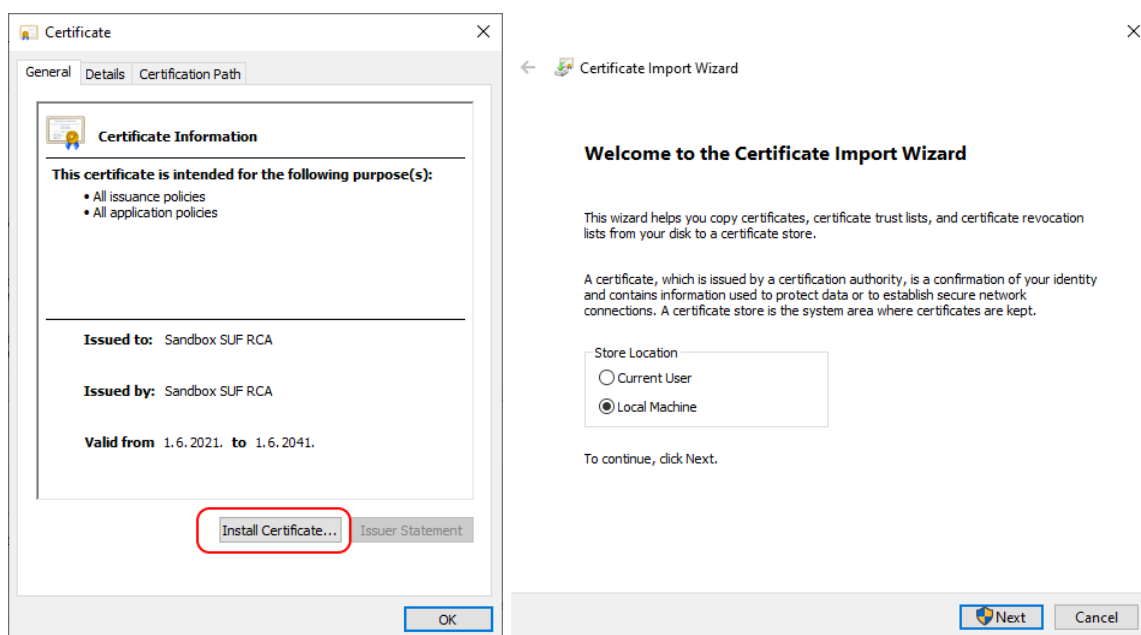 Certificate
General Details Certification Path
Certificate Information
This certificate is intended for the following purpose(s):
• All issuance policies
• All application policies
Issued to: Sandbox SUF RCA
Issued by: Sandbox SUF RCA
Valid from 1.6.2021. to 1.6.2041.
Install Certificate... Issuer Statement
OK
Certificate Import Wizard
Welcome to the Certificate Import Wizard
This wizard helps you copy certificates, certificate trust lists, and certificate revocation
lists from your disk to a certificate store.
A certificate, which is issued by a certification authority, is a confirmation of your identity
and contains information used to protect data or to establish secure network
connections. A certificate store is the system area where certificates are kept.
Store Location
Current User
Local Machine
To continue, click Next.
Next Cancel